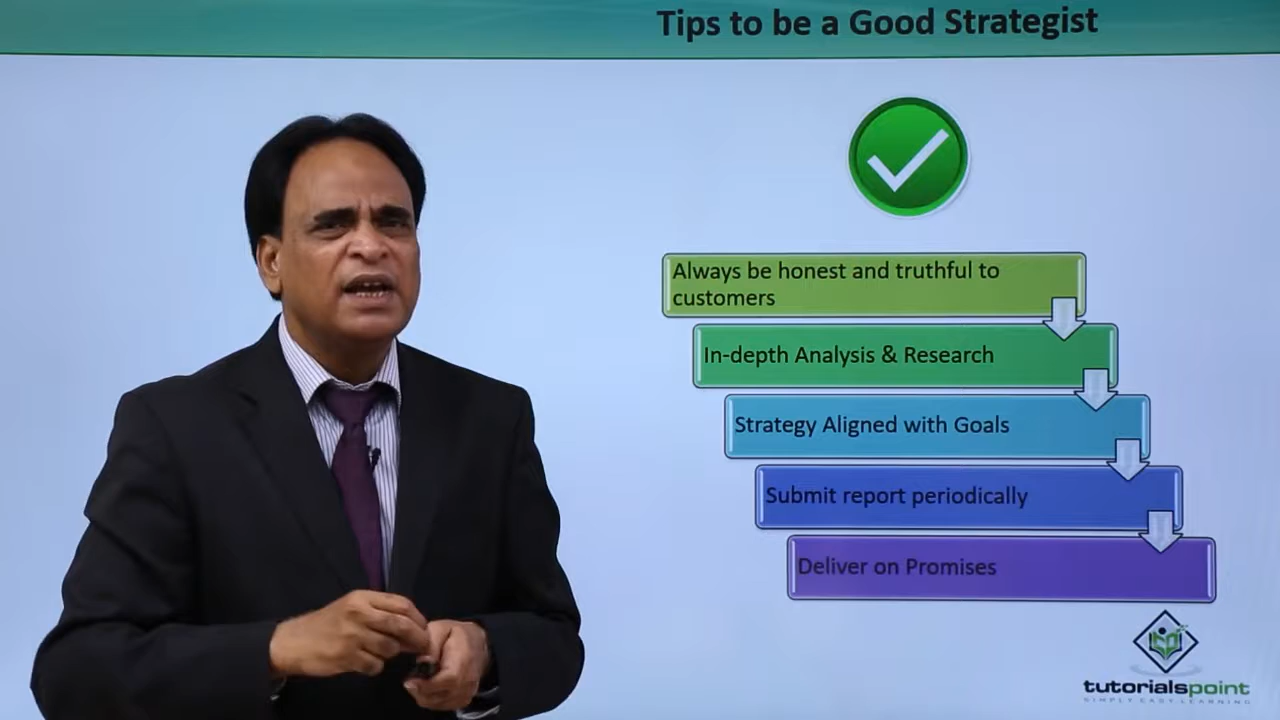 Tips to be a Good Strategist
Always be honest and truthful to
customers
In-depth Analysis & Research
Strategy Aligned with Goals
Submit report periodically
Deliver on Promises
tutorialspoint
SIMPLY EASY LEARNING